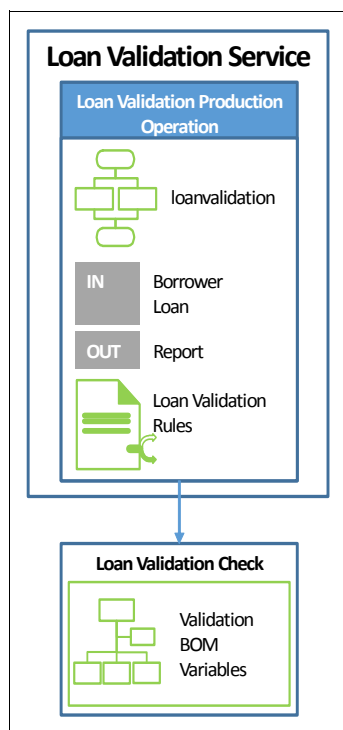 Loan Validation Service
Loan Validation Production
Operation
loanvalidation
IN
Borrower
Loan
OUT
Report
Loan Validation
Rules
Loan Validation Check
Validation
BOM
Variables